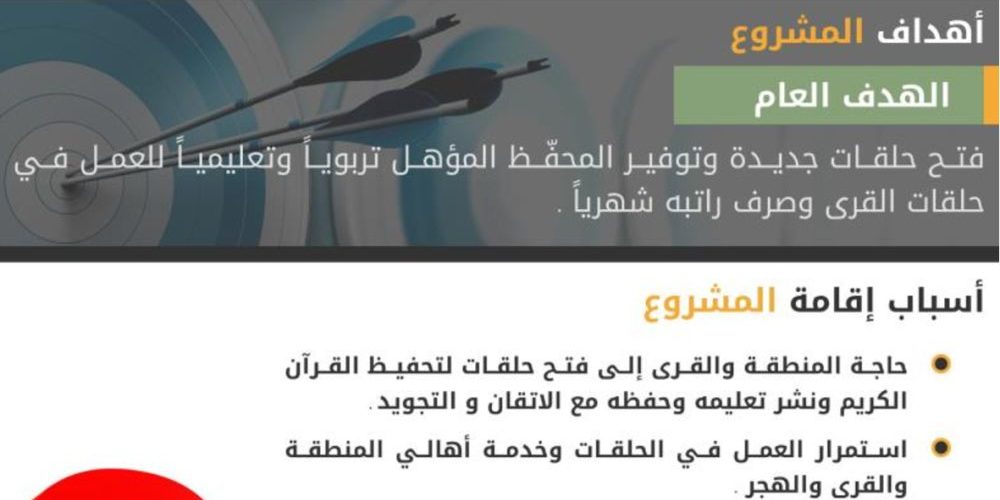 أهداف المشروع
الهدف العام
فتح حلقات جديدة وتوفير المحفّظ المؤهل تربوياً وتعليمياً للعمل في
حلقات القرى وصرف راتبه شهرياً .
أسباب إقامة المشروع
حاجة المنطقة والقرى إلى فتح حلقات لتحفيظ القرآن
الكريم ونشر تعليمه وحفظه مع الاتقان و التجويد .
استمرار العمل في الحلقات وخدمة أهالي المنطقة
والقرى والهجر .